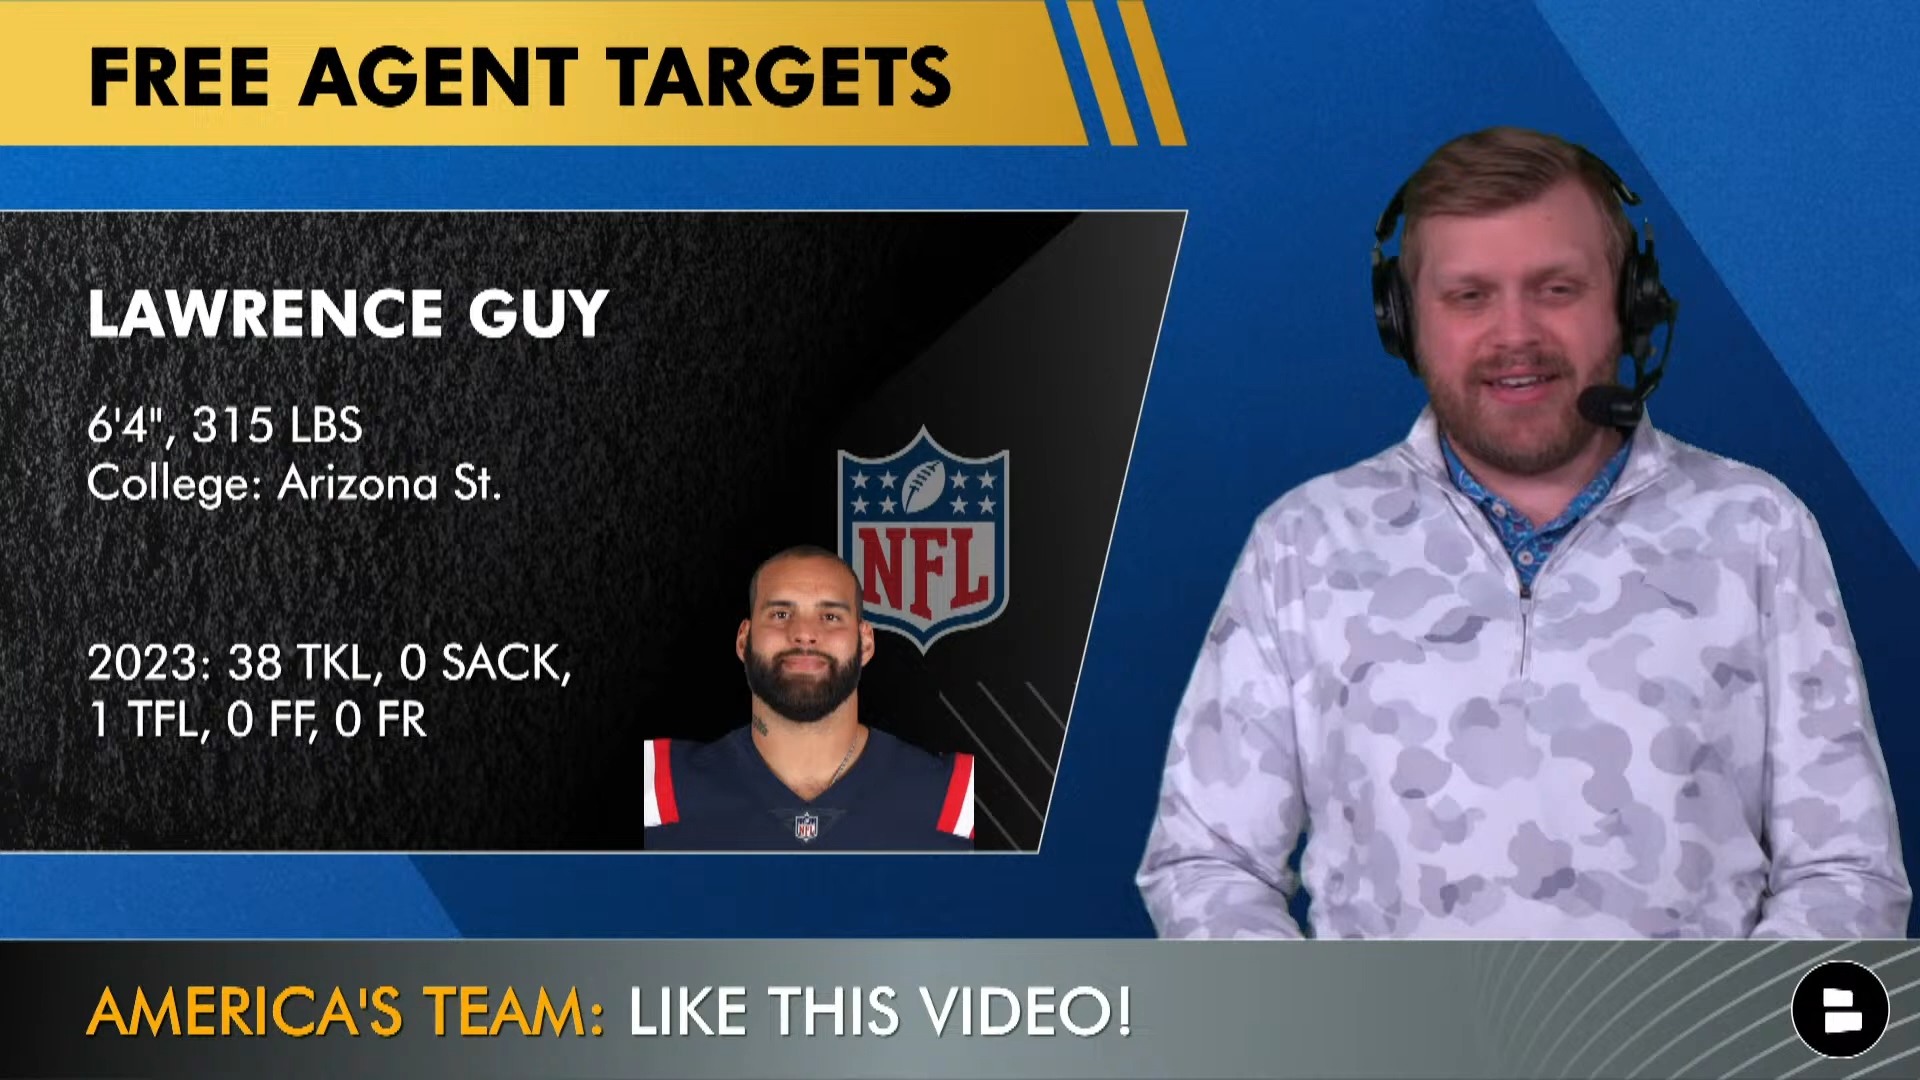 FREE AGENT TARGETS
LAWRENCE GUY
6'4", 315 LBS
College: Arizona St.
NFL
2023: 38 TKL, 0 SACK,
1 TFL, 0 FF, 0 FR
NFL
AMERICA'S TEAM: LIKE THIS VIDEO!
B